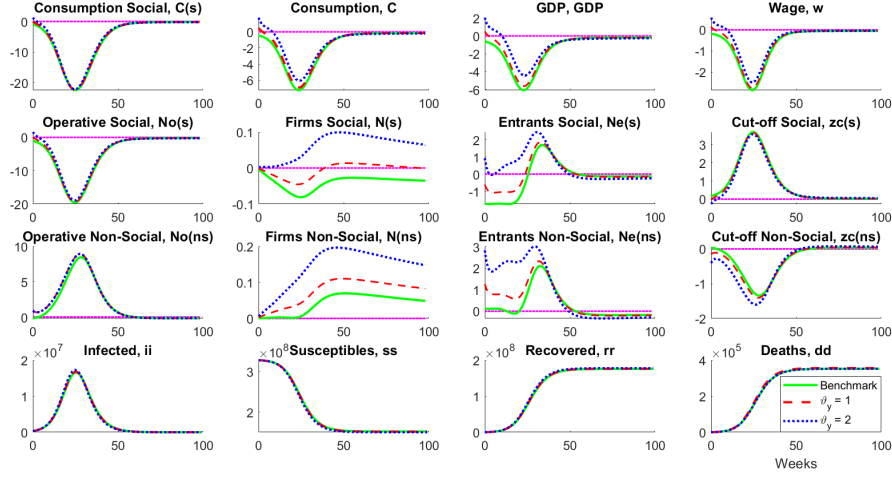 Consumption Social, C(s)
0
-10
-20
0 50 100
Consumption, C
0
-2
-4
-6
0 50 100
GDP, GDP
2
0
-2
-4
-6
0 50 100
Wage, w
0
-1
-2
0 50 100
Operative Social, No(s)
0
-10
-20
0 50 100
Firms Social, N(s)
0.1
0
-0.1
0 50 100
Entrants Social, Ne(s)
2
1
0
-1
0 50 100
Cut-off Social, zc(s)
3
2
1
0
0 50 100
Operative Non-Social, No(ns)
10
5
0
0 50 100
Firms Non-Social, N(ns)
0.2
0.1
0.00
0 50 100
Entrants Non-Social, Ne(ns)
3
2
1
0
0 50 100
Cut-off Non-Social, zc(ns)
0
-1
-2
0 50 100
Infected, ii
×10⁷
2
1
0
0 50 100
Susceptibles, ss
×10⁸
3
2
0 50 100
Recovered, rr
×10⁸
2
1
0
0 50 100
Deaths, dd
×10⁵
4
2
0
0 50 100
Benchmark
ϑy = 1
ϑy = 2
Weeks